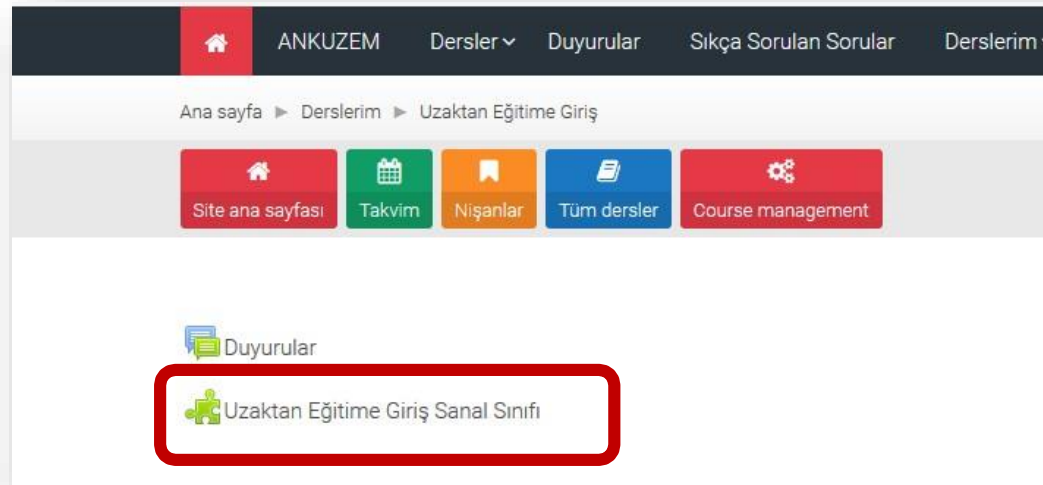 ANKUZEM Dersler Duyurular Sıkça Sorulan Sorular Derslerim
Ana sayfa ► Derslerim ► Uzaktan Eğitime Giriş
Site ana sayfası Takvim Nişanlar Tüm dersler Course management
Duyurular
Uzaktan Eğitime Giriş Sanal Sınıfı